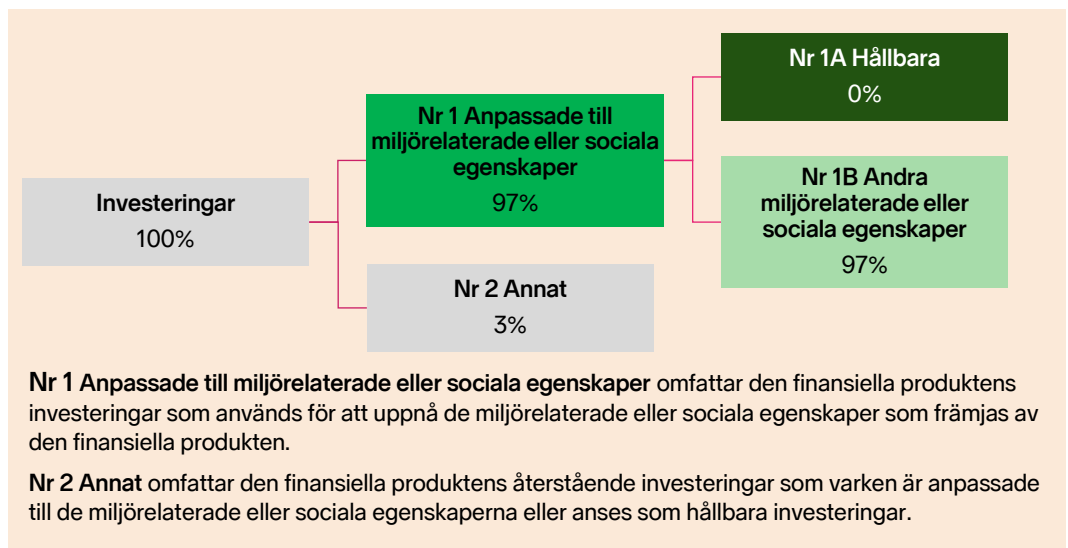 Investeringar
100%
Nr 1 Anpassade till
miljörelaterade eller sociala
egenskaper
97%
Nr 2 Annat
3%
Nr 1A Hållbara
0%
Nr 1B Andra
miljörelaterade eller
sociala egenskaper
97%
Nr 1 Anpassade till miljörelaterade eller sociala egenskaper omfattar den finansiella produktens
investeringar som används för att uppnå de miljörelaterade eller sociala egenskaper som främjas av
den finansiella produkten.
Nr 2 Annat omfattar den finansiella produktens återstående investeringar som varken är anpassade
till de miljörelaterade eller sociala egenskaperna eller anses som hållbara investeringar.